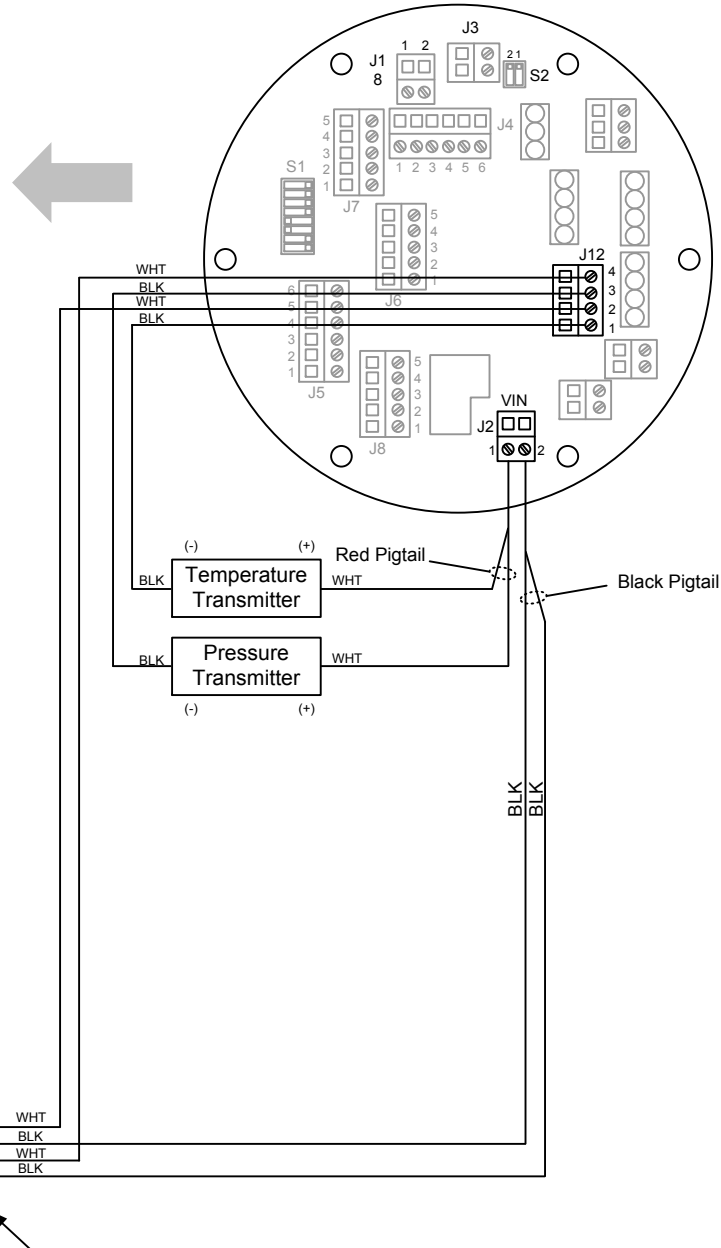 J3
1 2
J1
8
2 1
S2
J4
1 2 3 4 5 6
5
4
3
2
1
J7
S1
5
4
3
2
1
J6
J12
4
3
2
1
WHT
BLK
WHT
BLK
6
5
4
3
2
1
J5
5
4
3
2
1
J8
VIN
J2
1 2
(-) (+)
Red Pigtail
Black Pigtail
BLK Temperature WHT
Transmitter
BLK Pressure WHT
Transmitter
(-) (+)
BLK
BLK
WHT
BLK
WHT
BLK